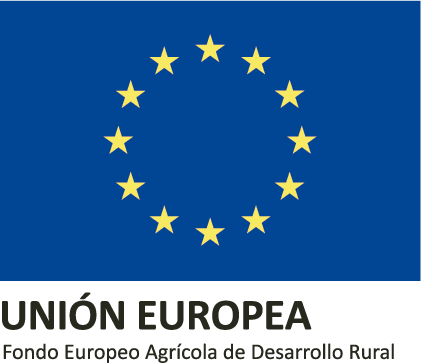 UNIÓN EUROPEA
Fondo Europeo Agrícola de Desarrollo Rural